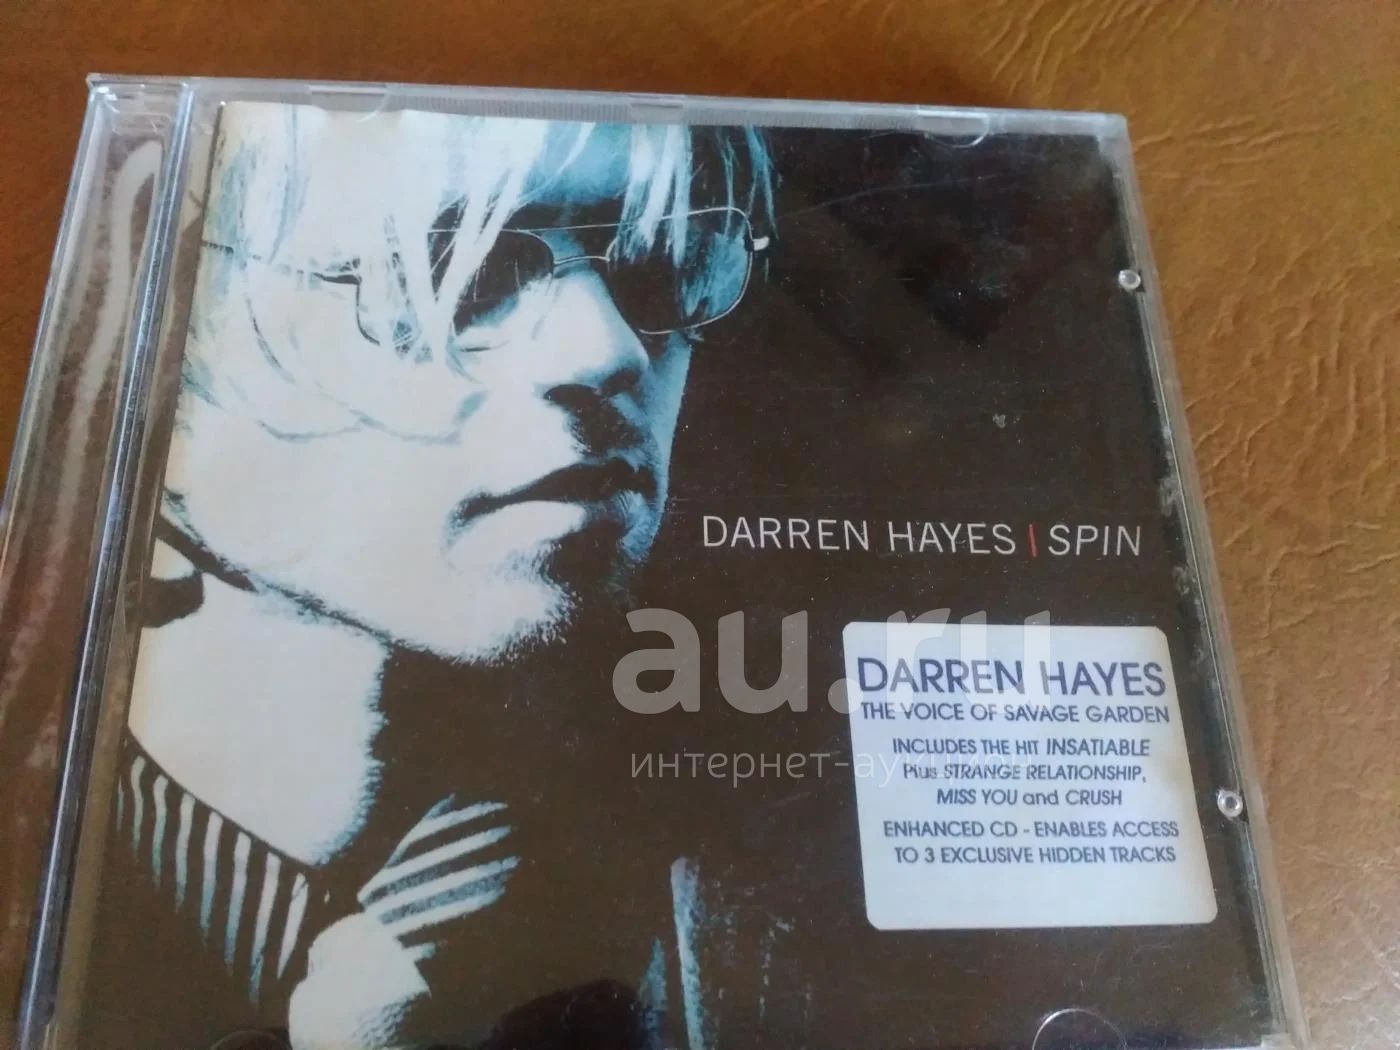 DARREN HAYES | SPIN
au.ru
интернет-аукцион
DARREN HAYES
THE VOICE OF SAVAGE GARDEN
INCLUDES THE HIT INSATIABLE
Plus STRANGE RELATIONSHIP,
MISS YOU and CRUSH
ENHANCED CD - ENABLES ACCESS
TO 3 EXCLUSIVE HIDDEN TRACKS